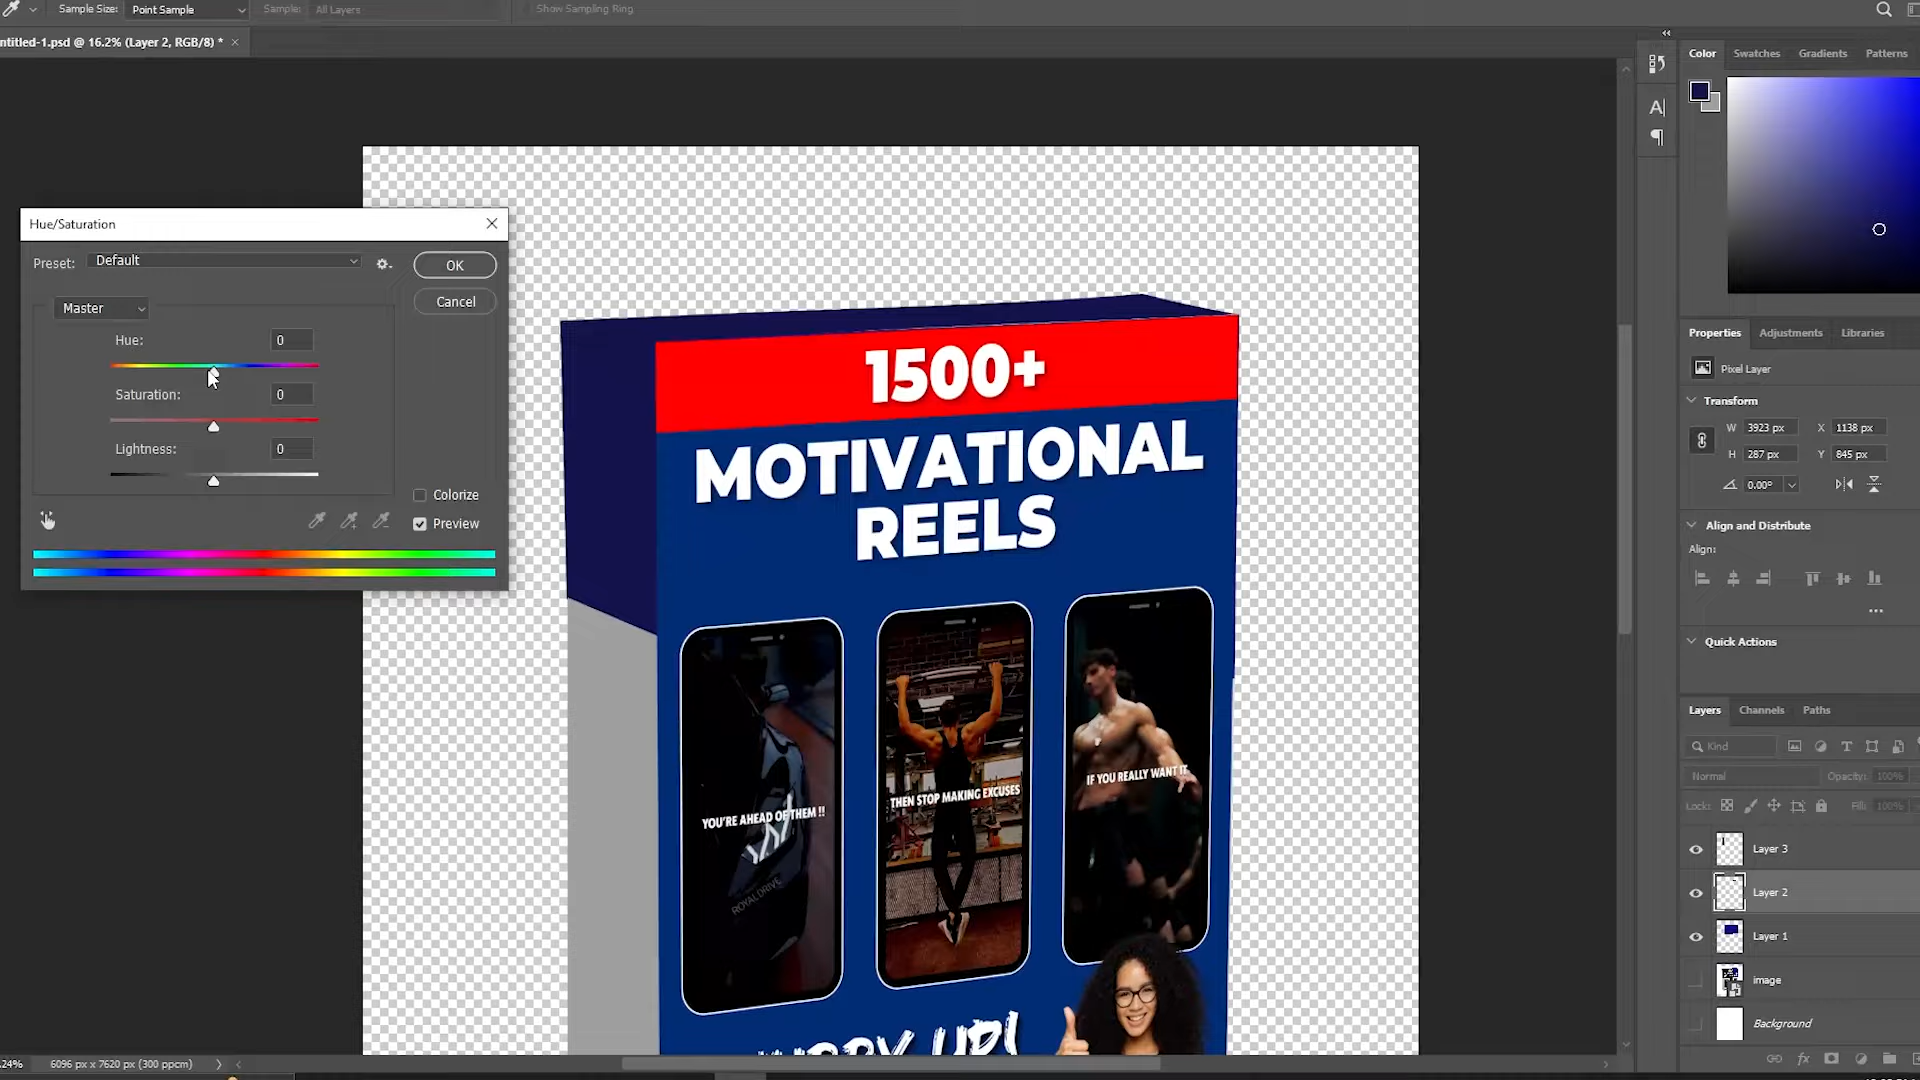 Sample Size: Point Sample Sample: All Layers Show Sampling Ring
ntitled-1.psd @ 16.2% (Layer 2, RGB/8) * ×
Color Swatches Gradients Patterns
Hue/Saturation
Preset: Default
OK
Cancel
Master
Hue: 0
Saturation: 0
Lightness: 0
Colorize
Preview
1500+
MOTIVATIONAL
REELS
YOU'RE AHEAD OF THEM !!
ROYALDRIVE
THEN STOP MAKING EXCUSES
IF YOU REALLY WANT IT
Properties Adjustments Libraries
Pixel Layer
Transform
W 3923 px X 1138 px
H 287 px Y 845 px
0.00°
Align and Distribute
Align:
Quick Actions
Layers Channels Paths
Kind
Normal Opacity: 100%
Lock: Fill: 100%
Layer 3
Layer 2
Layer 1
image
Background
.24% 6096 px x 7620 px (300 ppcm)